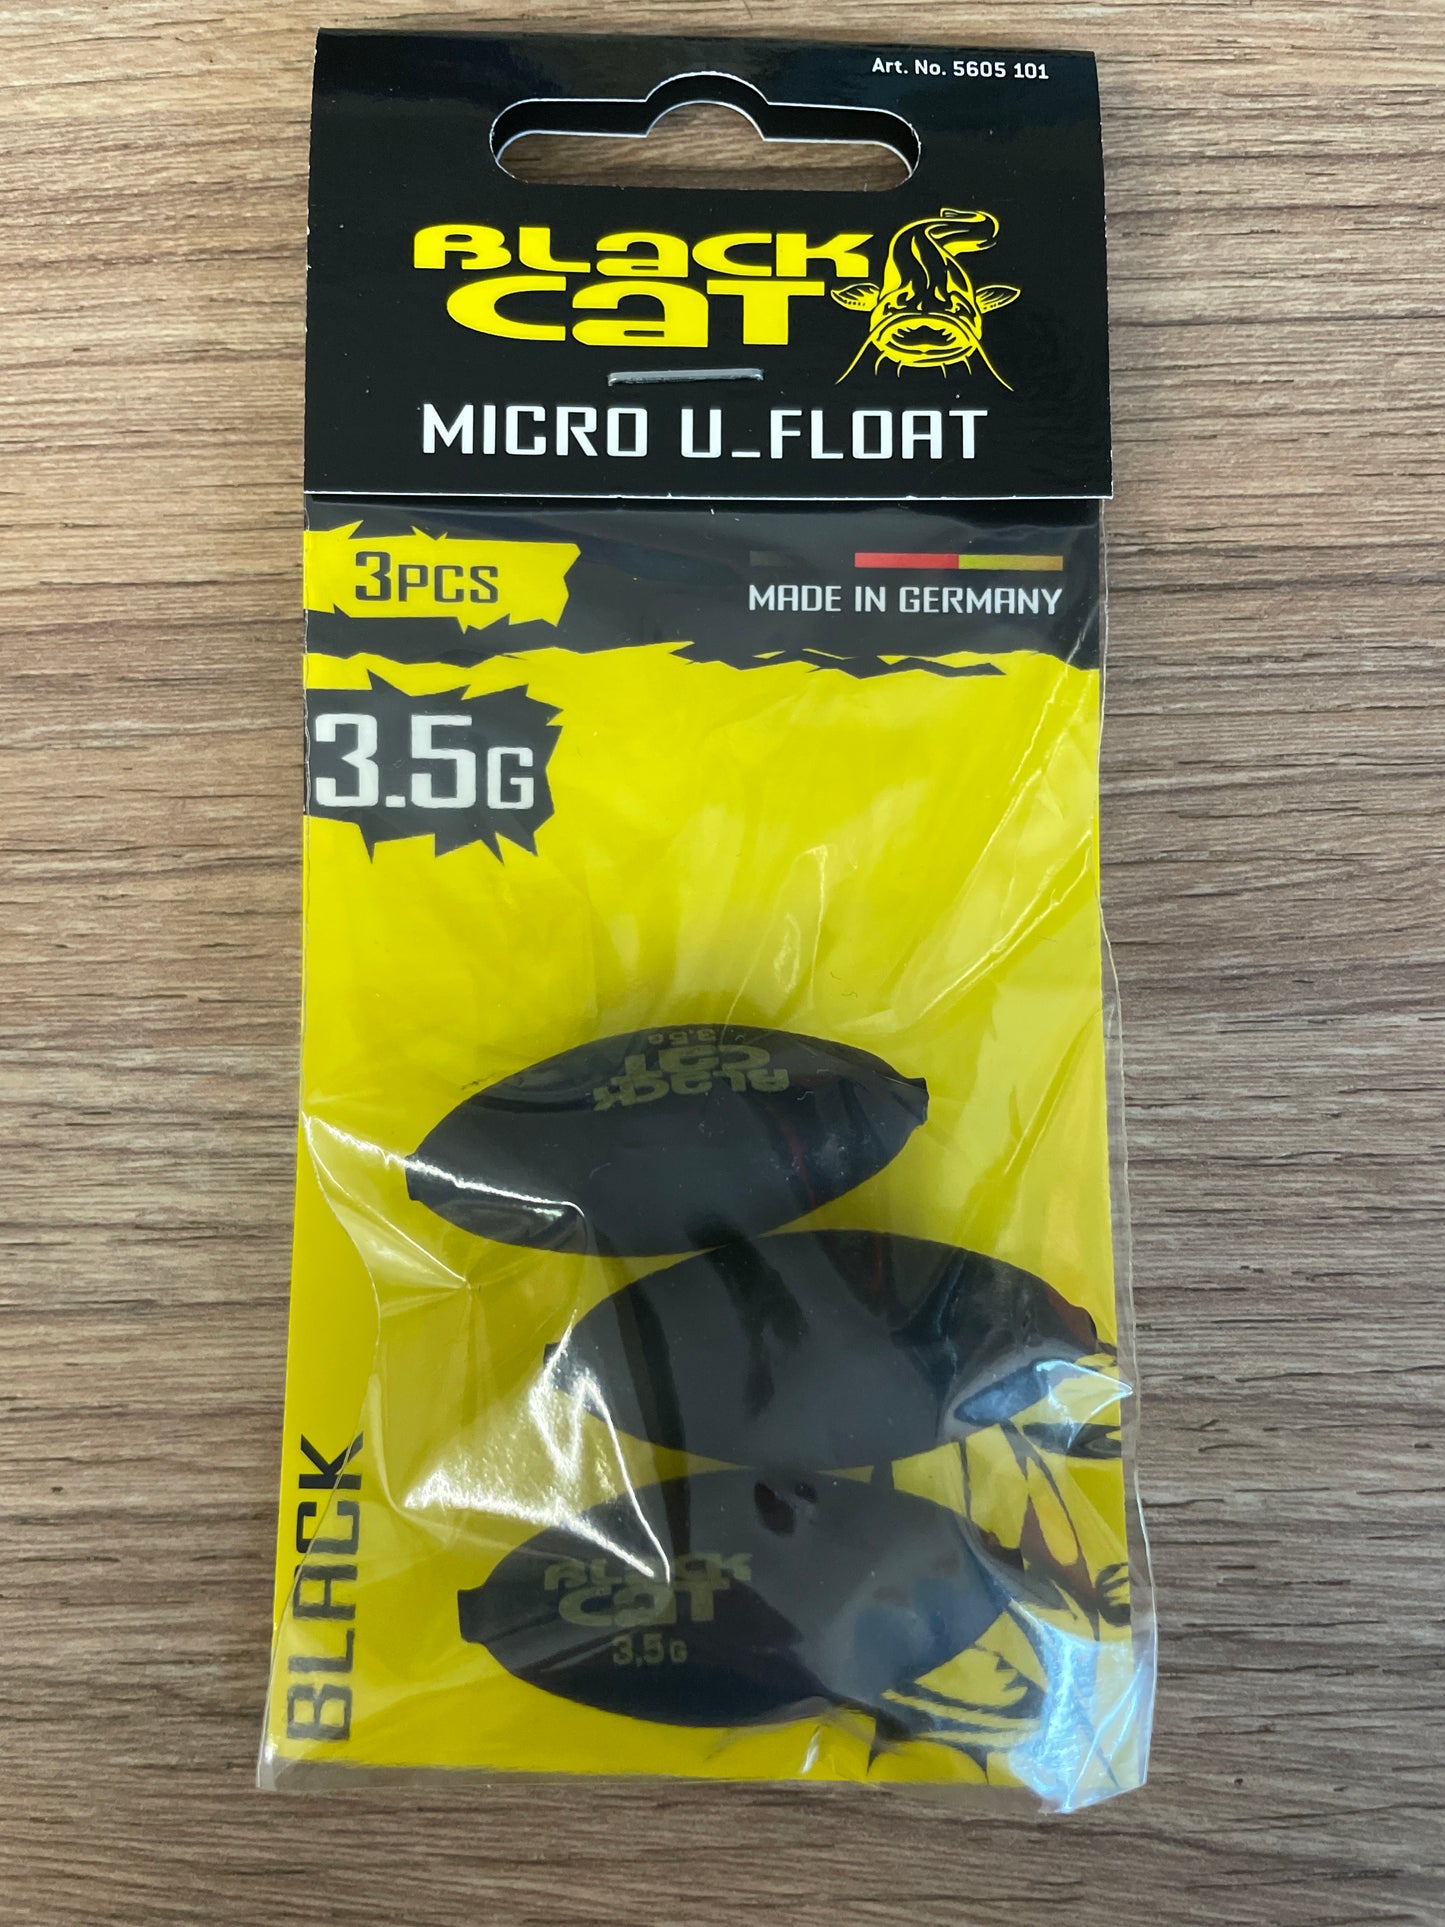 Art. No. 5605 101
BLACK
CAT
MICRO U_FLOAT
3PCS
MADE IN GERMANY
3.5G
3,5G
CAT
BLACK
BLACK
CAT
3,5G
BLACK